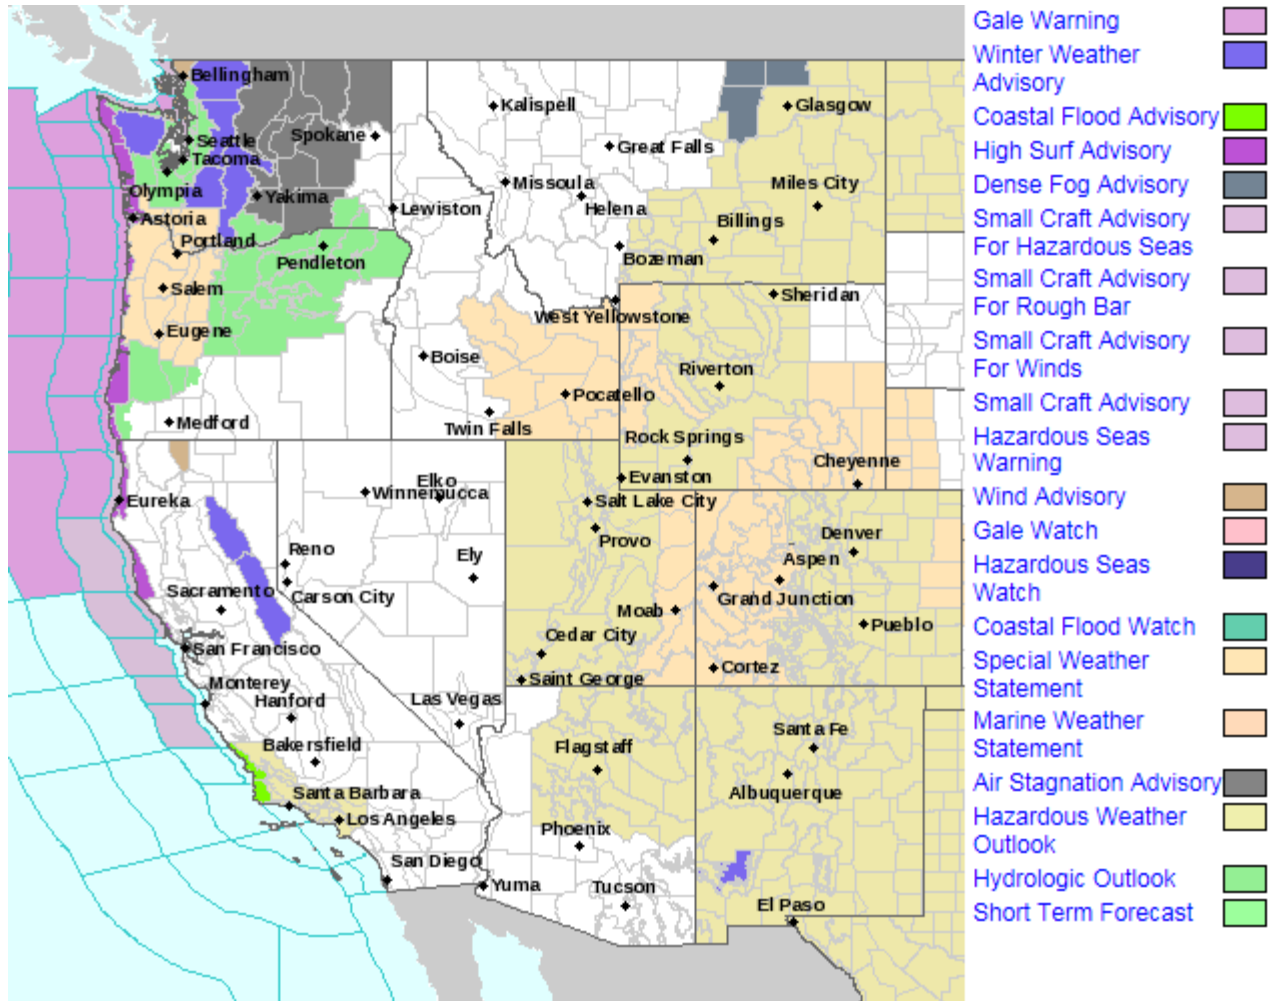 Bellingham
Kalispell
Glasgow
Spokane
Seattle
Great Falls
Tacoma
Missoula
Miles City
Olympia
Yakima
Helena
Lewiston
Astoria
Billings
Portland
Bozeman
Pendleton
Salem
Sheridan
West Yellowstone
Eugene
Boise
Riverton
Pocatello
Medford
Twin Falls
Rock Springs
Cheyenne
Evanston
Elko
Winnemucca
Eureka
Salt Lake City
Denver
Provo
Reno
Ely
Aspen
Sacramento
Carson City
Grand Junction
Moab
Pueblo
Cedar City
San Francisco
Cortez
Saint George
Monterey
Hanford
Las Vegas
Santa Fe
Bakersfield
Flagstaff
Santa Barbara
Albuquerque
Los Angeles
Phoenix
San Diego
Yuma
Tucson
El Paso
Gale Warning
Winter Weather
Advisory
Coastal Flood Advisory
High Surf Advisory
Dense Fog Advisory
Small Craft Advisory
For Hazardous Seas
Small Craft Advisory
For Rough Bar
Small Craft Advisory
For Winds
Small Craft Advisory
Hazardous Seas
Warning
Wind Advisory
Gale Watch
Hazardous Seas
Watch
Coastal Flood Watch
Special Weather
Statement
Marine Weather
Statement
Air Stagnation Advisory
Hazardous Weather
Outlook
Hydrologic Outlook
Short Term Forecast